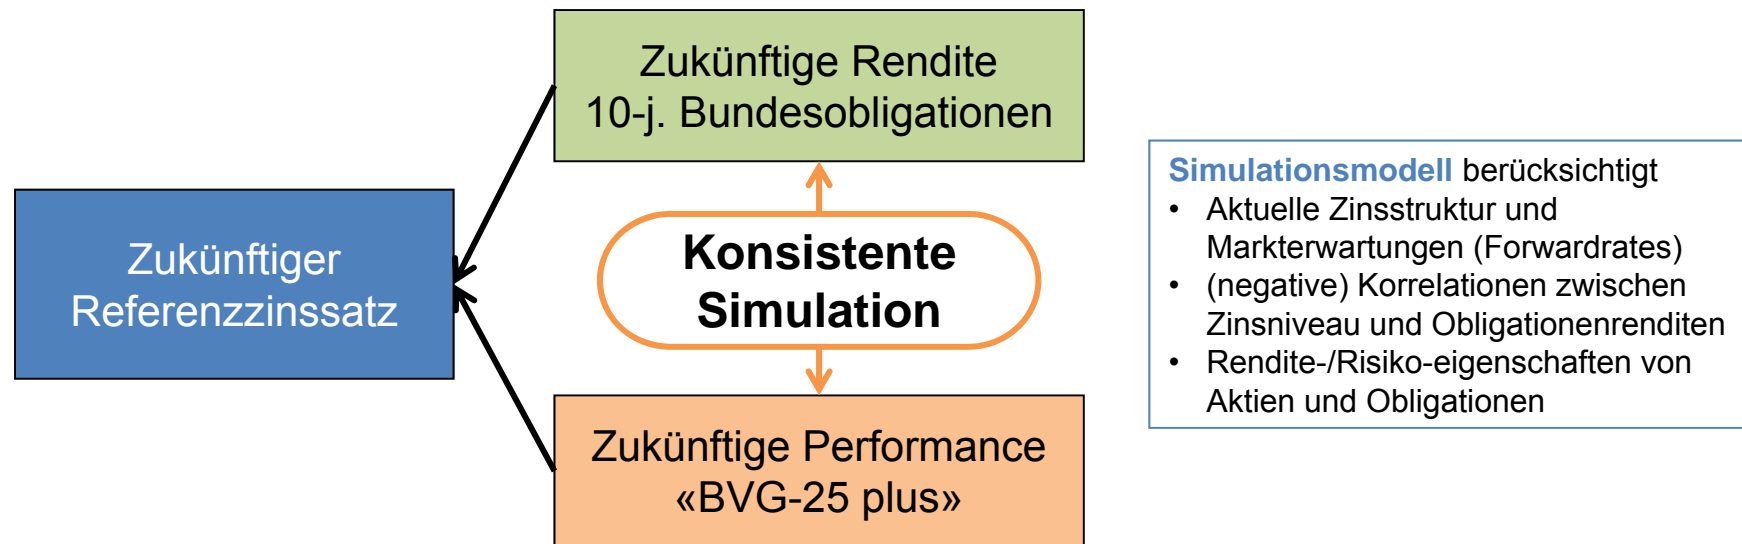 Zukünftige Rendite
10-j. Bundesobligationen
Zukünftiger
Referenzzinssatz
Konsistente
Simulation
Zukünftige Performance
«BVG-25 plus»
Simulationsmodell berücksichtigt
• Aktuelle Zinsstruktur und
Markterwartungen (Forwardrates)
• (negative) Korrelationen zwischen
Zinsniveau und Obligationenrenditen
• Rendite-/Risiko-eigenschaften von
Aktien und Obligationen